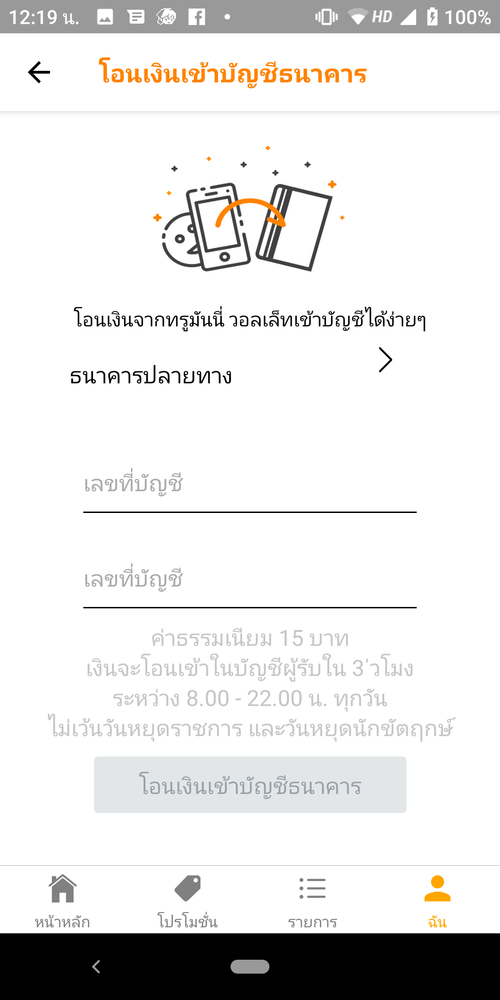 12:19 น.
HD
100%
โอนเงินเข้าบัญชีธนาคาร
โอนเงินจากทรูมันนี่ วอลเล็ทเข้าบัญชีได้ง่ายๆ
ธนาคารปลายทาง
เลขที่บัญชี
เลขที่บัญชี
ค่าธรรมเนียม 15 บาท
เงินจะโอนเข้าในบัญชีผู้รับใน 3'วโมง
ระหว่าง 8.00 - 22.00 น. ทุกวัน
ไม่เว้นวันหยุดราชการ และวันหยุดนักขัตฤกษ์
โอนเงินเข้าบัญชีธนาคาร
หน้าหลัก
โปรโมชั่น
รายการ
ฉัน